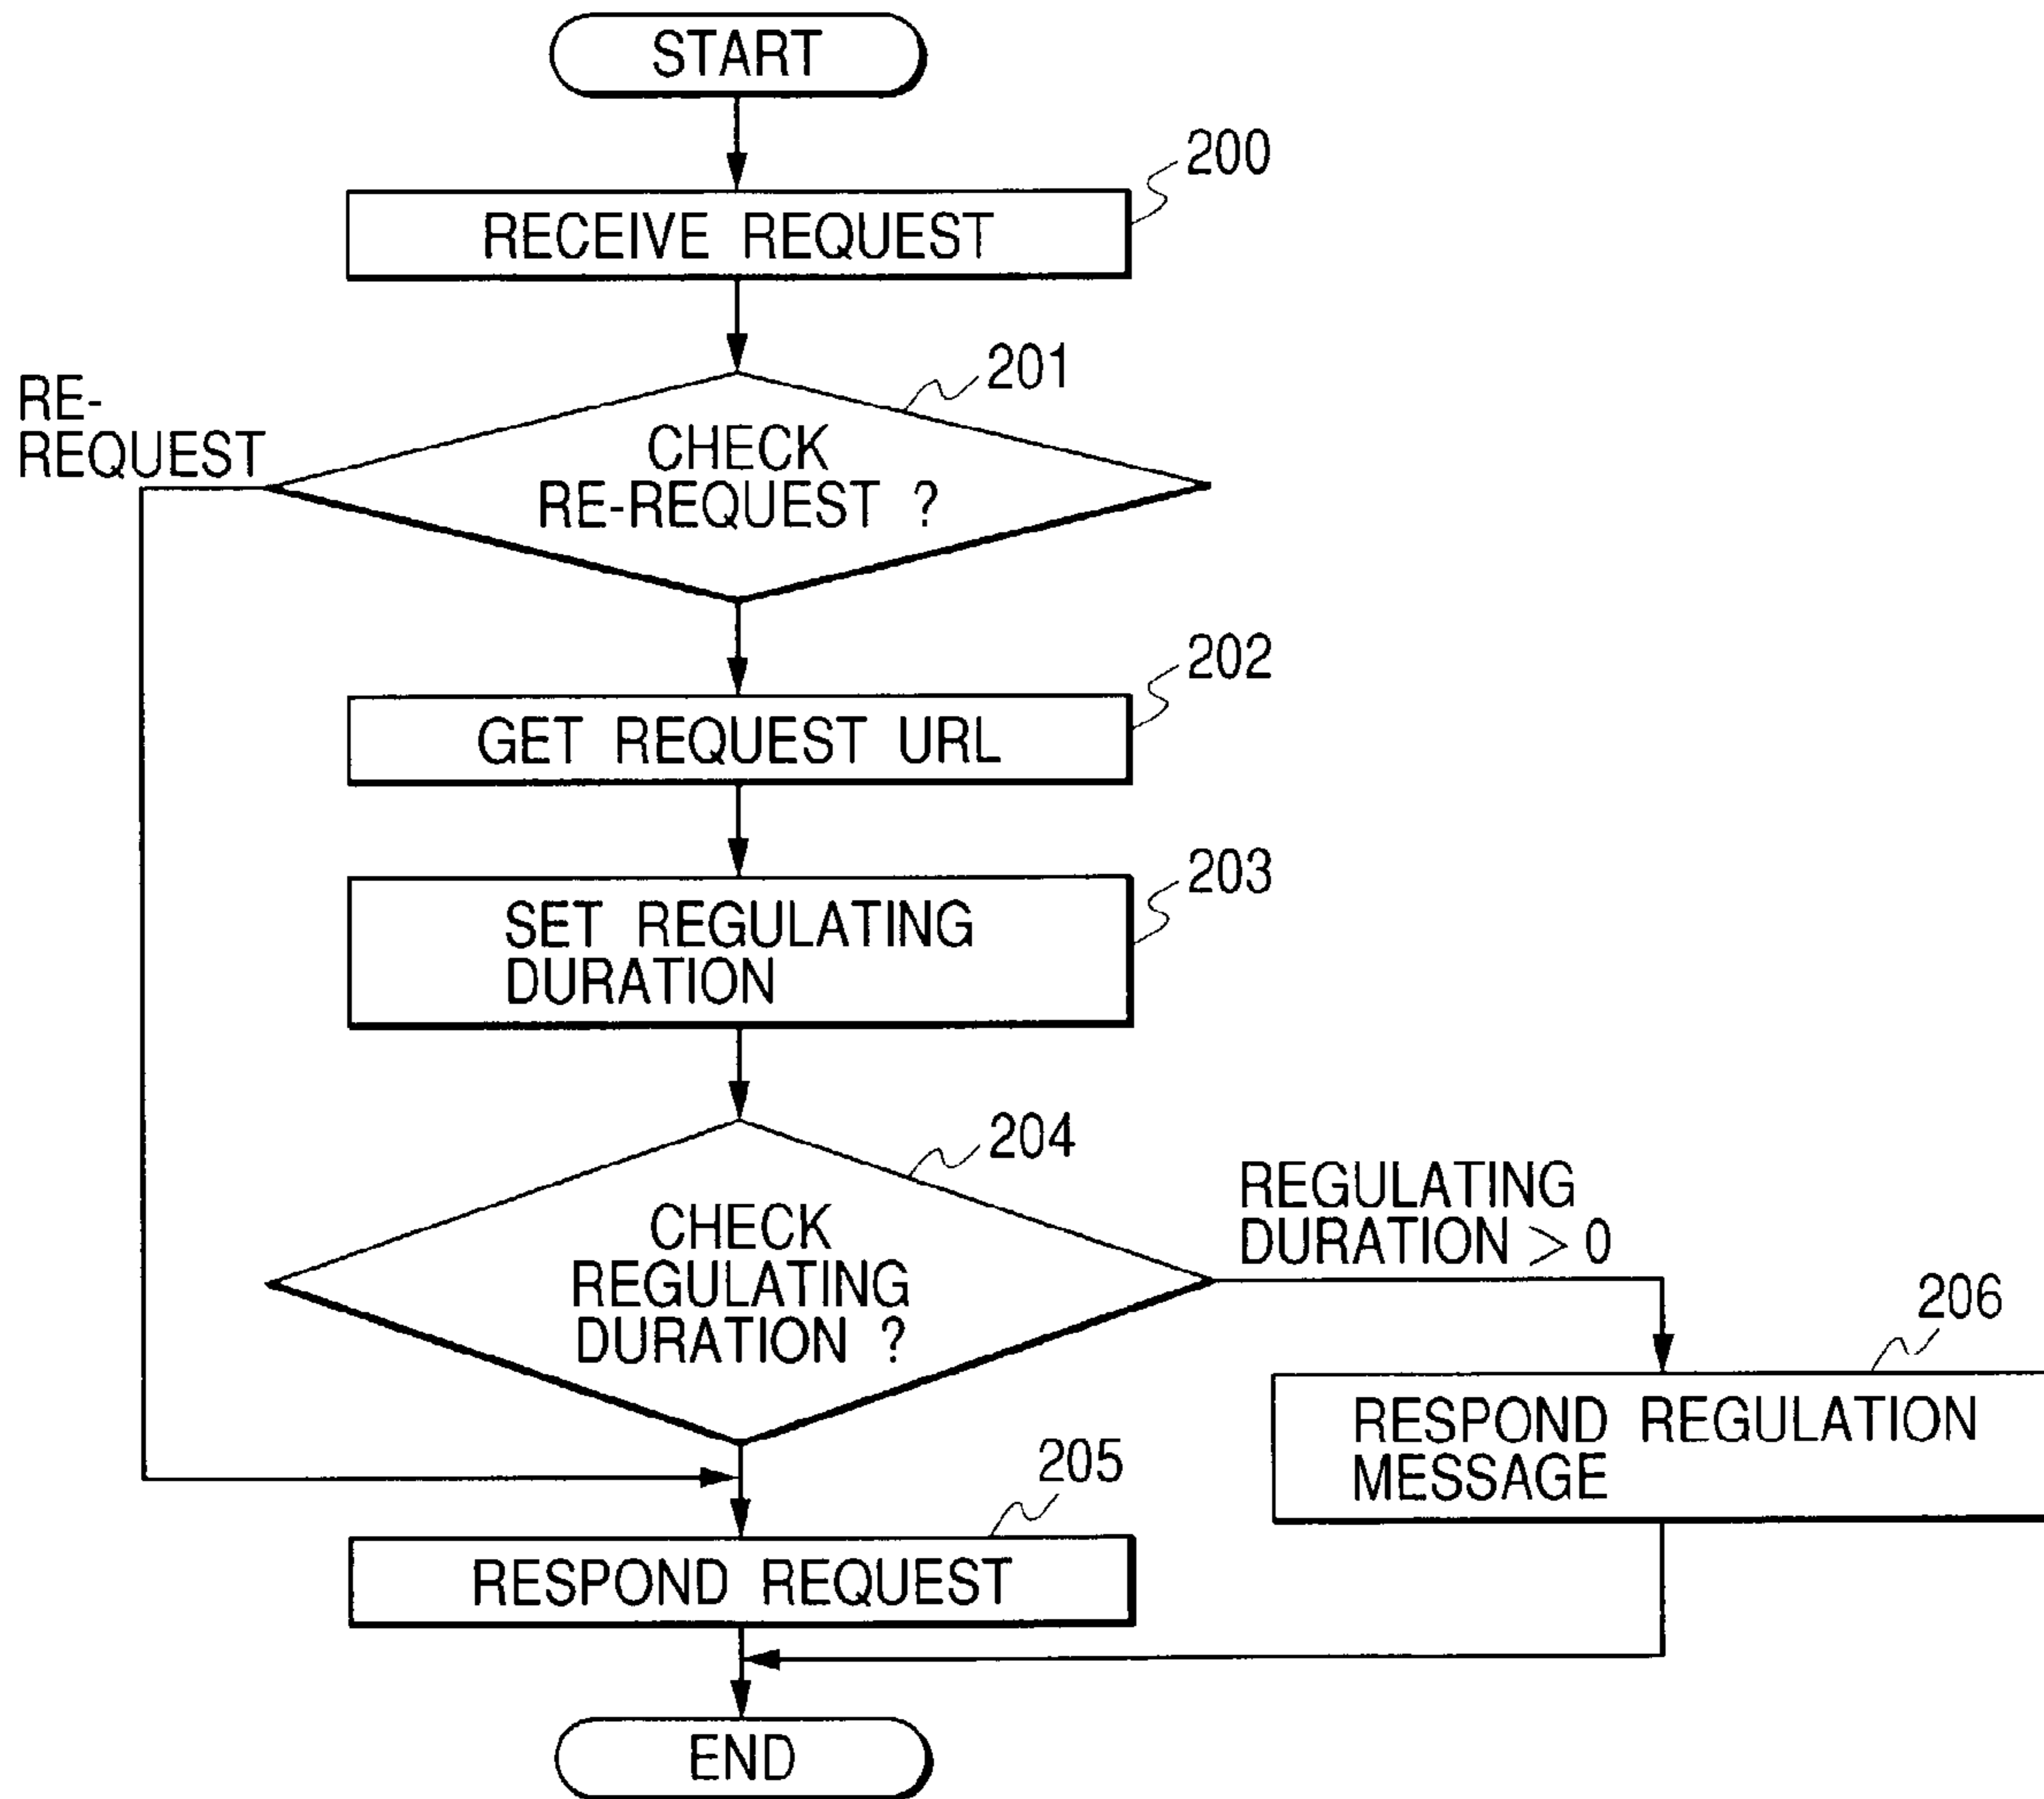 START
200
RECEIVE REQUEST
201
RE-
REQUEST
CHECK
RE-REQUEST ?
202
GET REQUEST URL
203
SET REGULATING
DURATION
204
CHECK
REGULATING
DURATION ?
REGULATING
DURATION > 0
206
RESPOND REGULATION
MESSAGE
205
RESPOND REQUEST
END